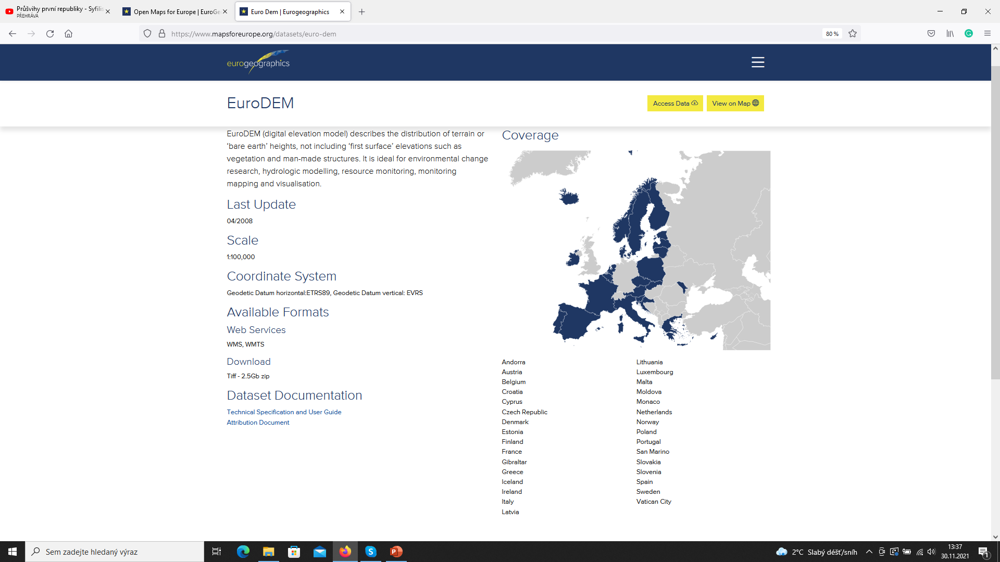 Průšvihy první republiky - Syfilis
PŘEHRÁVÁ
Open Maps for Europe | EuroGe
Euro Dem | Eurogeographics
https://www.mapsforeurope.org/datasets/euro-dem
80 %
eurogeographics
EuroDEM
Access Data
View on Map
EuroDEM (digital elevation model) describes the distribution of terrain or
‘bare earth’ heights, not including ‘first surface’ elevations such as
vegetation and man-made structures. It is ideal for environmental change
research, hydrologic modelling, resource monitoring, monitoring
mapping and visualisation.
Last Update
04/2008
Scale
1:100,000
Coordinate System
Geodetic Datum horizontal:ETRS89, Geodetic Datum vertical: EVRS
Available Formats
Web Services
WMS, WMTS
Download
Tiff - 2.5Gb zip
Dataset Documentation
Technical Specification and User Guide
Attribution Document
Coverage
Andorra
Austria
Belgium
Croatia
Cyprus
Czech Republic
Denmark
Estonia
Finland
France
Gibraltar
Greece
Iceland
Ireland
Italy
Latvia
Lithuania
Luxembourg
Malta
Moldova
Monaco
Netherlands
Norway
Poland
Portugal
San Marino
Slovakia
Slovenia
Spain
Sweden
Vatican City
Sem zadejte hledaný výraz
2°C Slabý déšť/sníh
13:37
30.11.2021
1